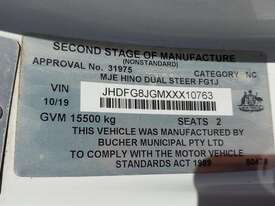 SECOND STAGE OF MANUFACTURE
(NONSTANDARD)
APPROVAL No. 31975 CATEGORY NC
MJE HINO DUAL STEER FG1J
VIN JHDFG8JGMXXX10763
10/19
GVM 15500 kg SEATS 2
THIS VEHICLE WAS MANUFACTURED BY
BUCHER MUNICIPAL PTY LTD
TO COMPLY WITH THE MOTOR VEHICLE
STANDARDS ACT 1989